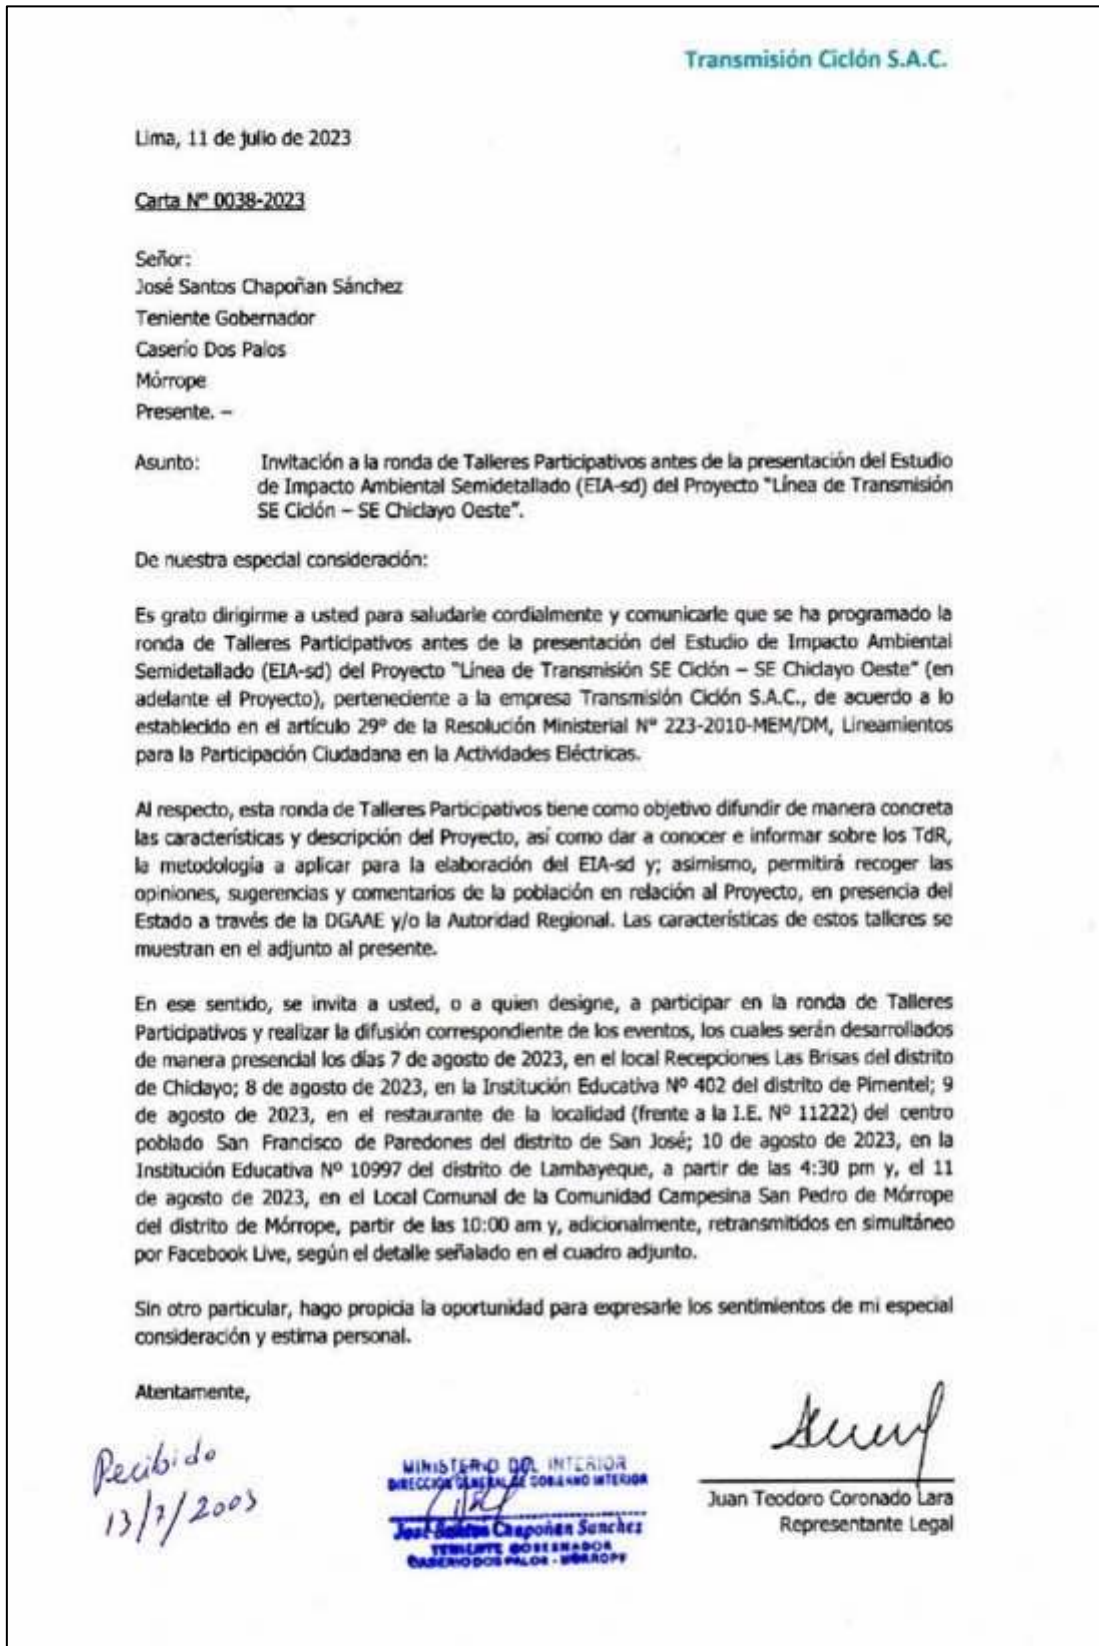 Transmisión Ciclón S.A.C.
Lima, 11 de julio de 2023
Carta N° 0038-2023
Señor:
José Santos Chapoñan Sánchez
Teniente Gobernador
Caserío Dos Palos
Mórrope
Presente. –
Asunto: Invitación a la ronda de Talleres Participativos antes de la presentación del Estudio
de Impacto Ambiental Semidetallado (EIA-sd) del Proyecto "Línea de Transmisión
SE Ciclón – SE Chiclayo Oeste".
De nuestra especial consideración:
Es grato dirigirme a usted para saludarle cordialmente y comunicarle que se ha programado la
ronda de Talleres Participativos antes de la presentación del Estudio de Impacto Ambiental
Semidetallado (EIA-sd) del Proyecto "Línea de Transmisión SE Ciclón – SE Chiclayo Oeste" (en
adelante el Proyecto), perteneciente a la empresa Transmisión Ciclón S.A.C., de acuerdo a lo
establecido en el artículo 29° de la Resolución Ministerial N° 223-2010-MEM/DM, Lineamientos
para la Participación Ciudadana en la Actividades Eléctricas.
Al respecto, esta ronda de Talleres Participativos tiene como objetivo difundir de manera concreta
las características y descripción del Proyecto, así como dar a conocer e informar sobre los TdR,
la metodología a aplicar para la elaboración del EIA-sd y; asimismo, permitirá recoger las
opiniones, sugerencias y comentarios de la población en relación al Proyecto, en presencia del
Estado a través de la DGAAE y/o la Autoridad Regional. Las características de estos talleres se
muestran en el adjunto al presente.
En ese sentido, se invita a usted, o a quien designe, a participar en la ronda de Talleres
Participativos y realizar la difusión correspondiente de los eventos, los cuales serán desarrollados
de manera presencial los días 7 de agosto de 2023, en el local Recepciones Las Brisas del distrito
de Chiclayo; 8 de agosto de 2023, en la Institución Educativa Nº 402 del distrito de Pimentel; 9
de agosto de 2023, en el restaurante de la localidad (frente a la I.E. Nº 11222) del centro
poblado San Francisco de Paredones del distrito de San José; 10 de agosto de 2023, en la
Institución Educativa Nº 10997 del distrito de Lambayeque, a partir de las 4:30 pm y, el 11
de agosto de 2023, en el Local Comunal de la Comunidad Campesina San Pedro de Mórrope
del distrito de Mórrope, partir de las 10:00 am y, adicionalmente, retransmitidos en simultáneo
por Facebook Live, según el detalle señalado en el cuadro adjunto.
Sin otro particular, hago propicia la oportunidad para expresarle los sentimientos de mi especial
consideración y estima personal.
Atentamente,
Recibido
13/7/2003
MINISTERIO DEL INTERIOR
DIRECCION GENERAL DE GOBIERNO INTERIOR
José Santos Chapoñan Sanchez
TENIENTE GOBERNADOR
CASERIO DOS PALOS - MORROPE
Juan Teodoro Coronado Lara
Representante Legal